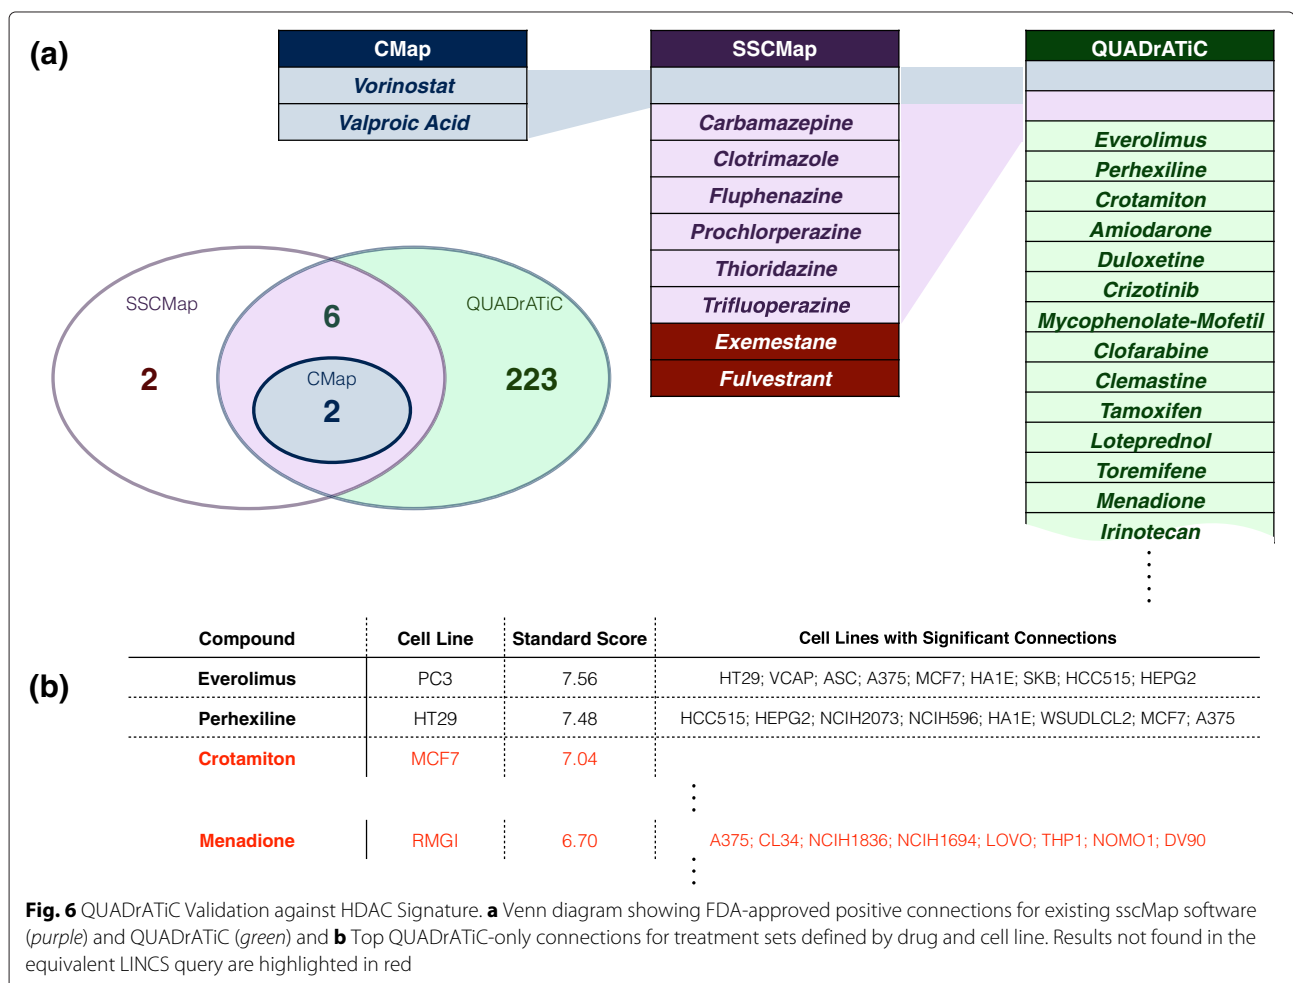 (a)
CMap
Vorinostat
Valproic Acid
SSCMap
Carbamazepine
Clotrimazole
Fluphenazine
Prochlorperazine
Thioridazine
Trifluoperazine
Exemestane
Fulvestrant
QUADrATiC
Everolimus
Perhexiline
Crotamiton
Amiodarone
Duloxetine
Crizotinib
Mycophenolate-Mofetil
Clofarabine
Clemastine
Tamoxifen
Loteprednol
Toremifene
Menadione
Irinotecan
SSCMap
2
6
CMap
2
QUADrATiC
223
(b)
Compound Cell Line Standard Score Cell Lines with Significant Connections
Everolimus PC3 7.56 HT29; VCAP; ASC; A375; MCF7; HA1E; SKB; HCC515; HEPG2
Perhexiline HT29 7.48 HCC515; HEPG2; NCIH2073; NCIH596; HA1E; WSUDLCL2; MCF7; A375
Crotamiton MCF7 7.04
Menadione RMGI 6.70 A375; CL34; NCIH1836; NCIH1694; LOVO; THP1; NOMO1; DV90
Fig. 6 QUADrATiC Validation against HDAC Signature. a Venn diagram showing FDA-approved positive connections for existing sscMap software
(purple) and QUADrATiC (green) and b Top QUADrATiC-only connections for treatment sets defined by drug and cell line. Results not found in the
equivalent LINCS query are highlighted in red